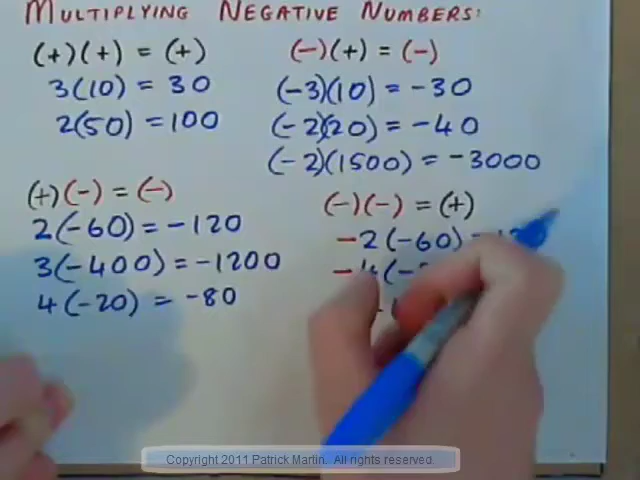 MULTIPLYING NEGATIVE NUMBERS:
(+)(+) = (+)
3(10) = 30
2(50) = 100
(-)(+) = (-)
(-3)(10) = -30
(-2)(20) = -40
(-2)(1500) = -3000
(+)(-) = (-)
2(-60) = -120
3(-400) = -1200
4(-20) = -80
(-)(-) = (+)
-2(-60) =
-4(-
Copyright 2011 Patrick Martin. All rights reserved.